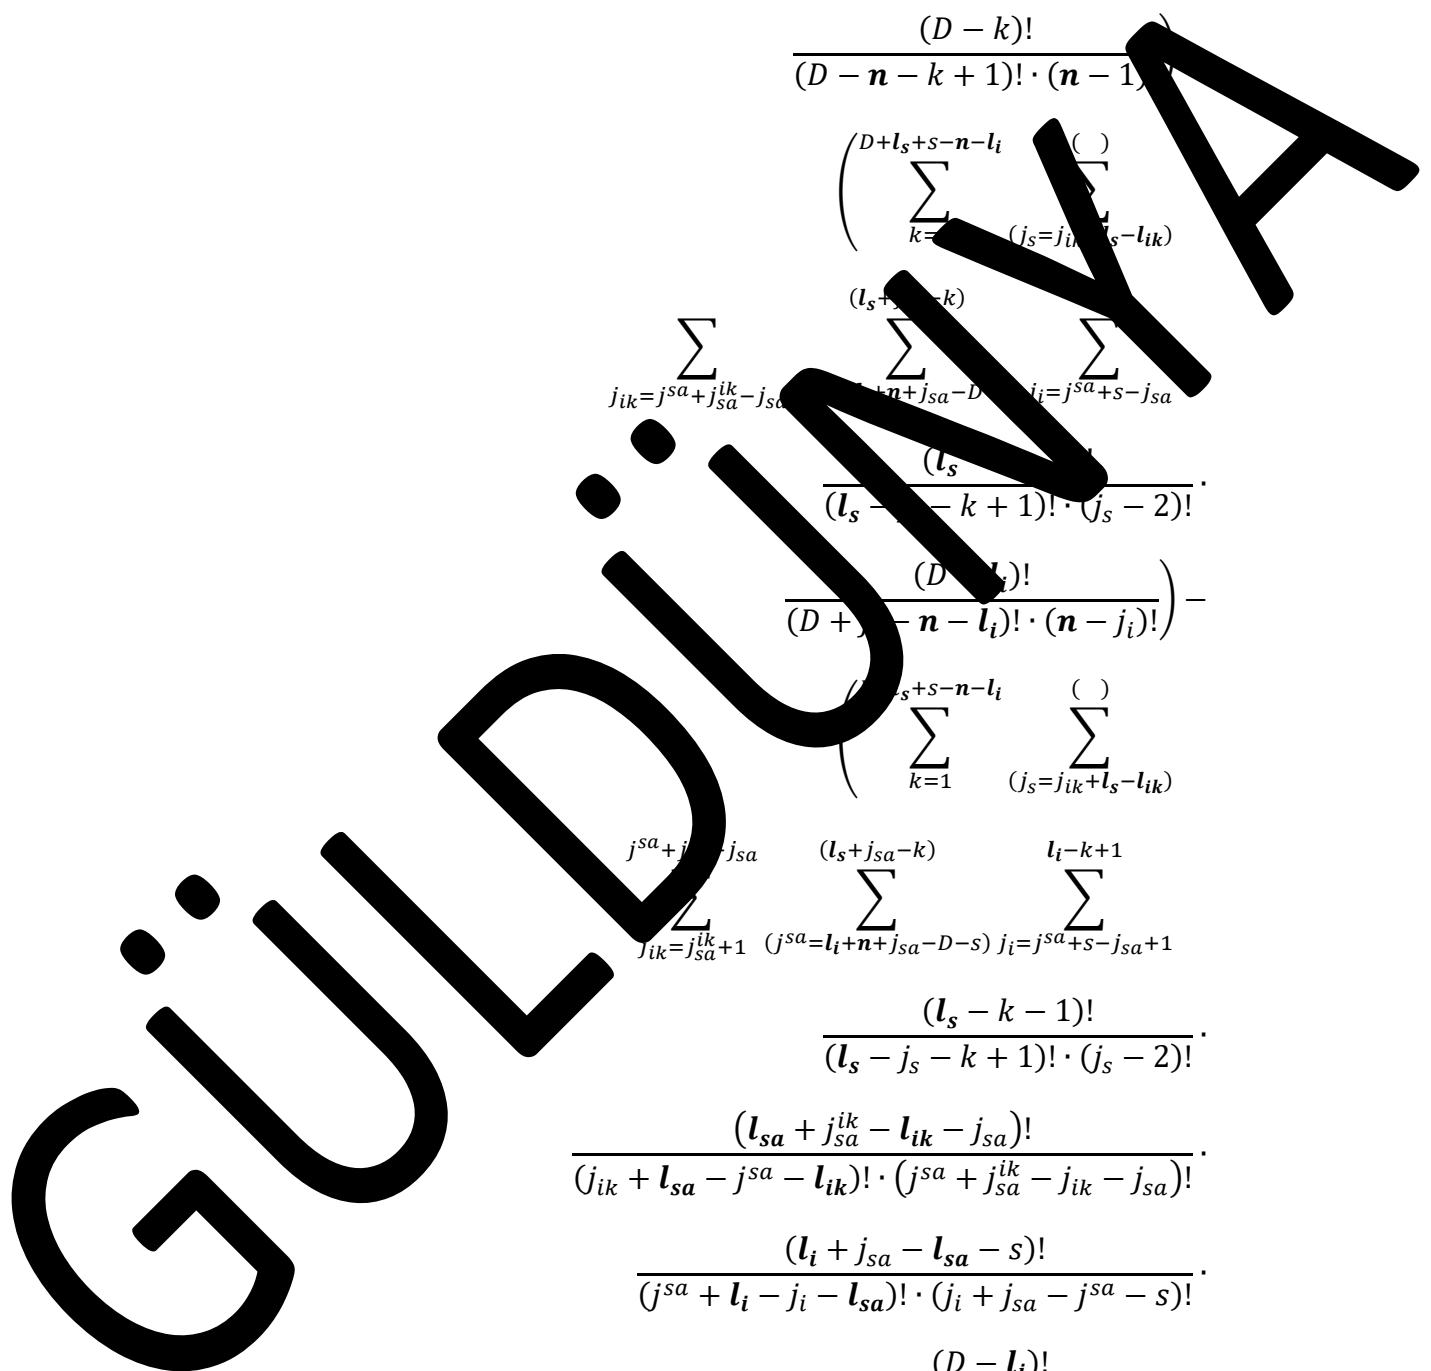 (D − k)!
(D − n − k + 1)! · (n − 1)
D+l_s+s−n−l_i ( )
∑ ∑
k= (j_s=j_ik l_s−l_ik)
(l_s+ −k)
∑ ∑ ∑
j_ik=j^sa+j_sa^ik−j_sa +n+j_sa−D j_i=j^sa+s−j_sa
(l_s !
(l_s − − k + 1)! · (j_s − 2)! ·
(D l_i)!
(D + j − n − l_i)! · (n − j_i)! ) −
( l_s+s−n−l_i ( )
∑ ∑
k=1 (j_s=j_ik+l_s−l_ik)
j^sa+j −j_sa (l_s+j_sa−k) l_i−k+1
∑ ∑ ∑
j_ik=j_sa^ik+1 (j^sa=l_i+n+j_sa−D−s) j_i=j^sa+s−j_sa+1
(l_s − k − 1)!
(l_s − j_s − k + 1)! · (j_s − 2)! ·
(l_sa + j_sa^ik − l_ik − j_sa)!
(j_ik + l_sa − j^sa − l_ik)! · (j^sa + j_sa^ik − j_ik − j_sa)! ·
(l_i + j_sa − l_sa − s)!
(j^sa + l_i − j_i − l_sa)! · (j_i + j_sa − j^sa − s)! ·
(D − l_i)!
GÜLDÜNYA